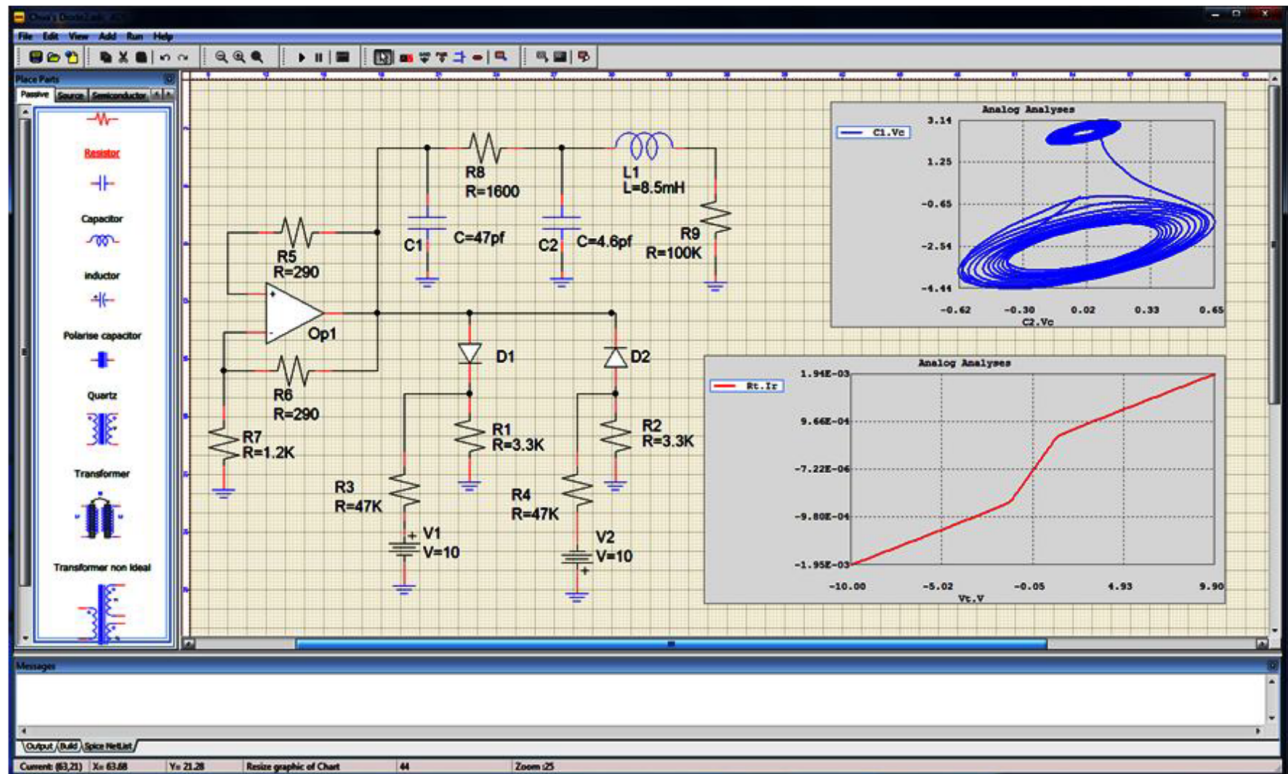 Chua's Diode2.adc
File Edit View Add Run Help
Place Parts
Passive Source Semiconductor
Resistor
Capacitor
inductor
Polarise capacitor
Quartz
Transformer
Transformer non ideal
R8
R=1600
L1
L=8.5mH
C1
C=47pf
C2
C=4.6pf
R9
R=100K
R5
R=290
+
-
Op1
R6
R=290
R7
R=1.2K
D1
D2
R1
R=3.3K
R2
R=3.3K
R3
R=47K
R4
R=47K
+
V1
V=10
V2
V=10
+
Analog Analyses
C1.Vc
3.14
1.25
-0.65
-2.54
-4.44
-0.62 -0.30 0.02 0.33 0.65
C2.Vc
Analog Analyses
Rt.Ir
1.94E-03
9.66E-04
-7.22E-06
-9.80E-04
-1.95E-03
-10.00 -5.02 -0.05 4.93 9.90
Vt.V
Messages
Output Build Spice NetList
Current: (63,21) X= 63.68 Y= 21.28 Resize graphic of Chart 44 Zoom :25